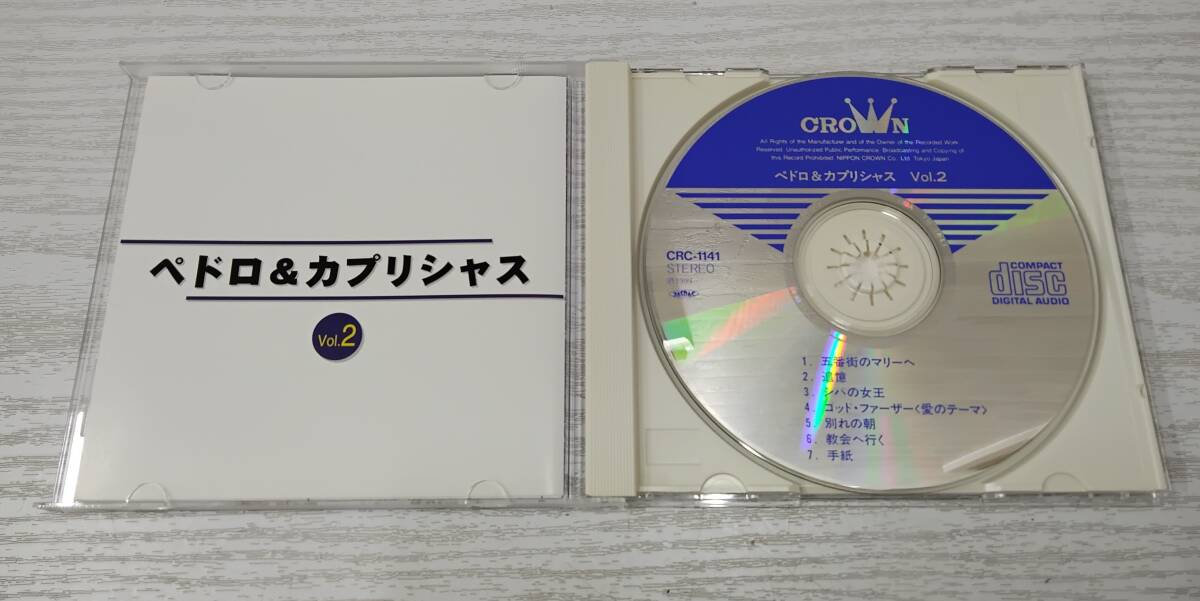 ペドロ&カプリシャス
Vol.2
CROWN
All Rights of the Manufacturer and of the Owner of the Recorded Work
Reserved. Unauthorized Public Performance. Broadcasting and Copying of
this Record Prohibited. NIPPON CROWN Co., Ltd. Tokyo Japan
ペドロ&カプリシャス Vol.2
CRC-1141
STEREO
JASRAC
COMPACT
disc
DIGITAL AUDIO
1. 五番街のマリーへ
2. 追憶
3. シバの女王
4. ゴッド・ファーザー〈愛のテーマ〉
5. 別れの朝
6. 教会へ行く
7. 手紙